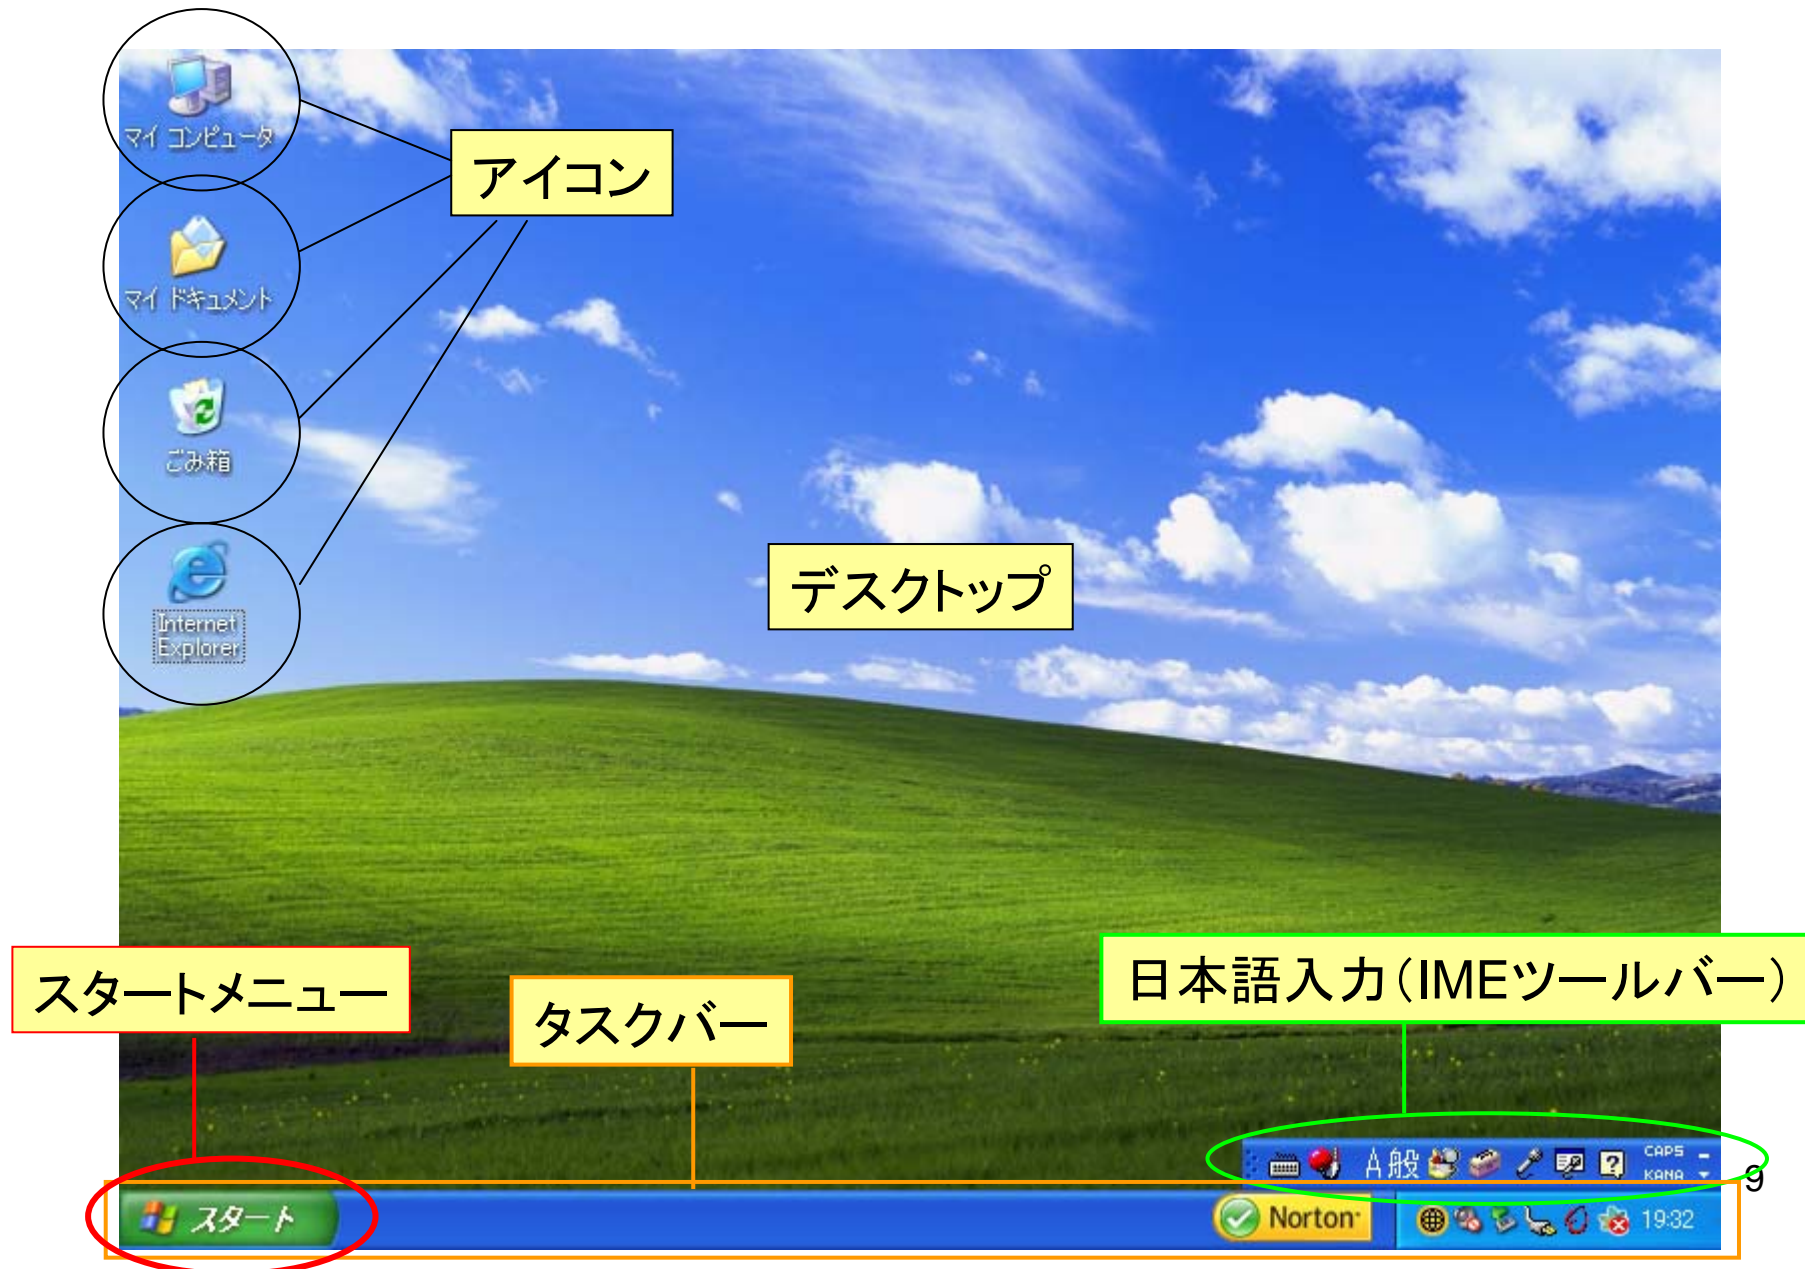 マイ コンピュータ
アイコン
マイ ドキュメント
ごみ箱
デスクトップ
Internet
Explorer
スタートメニュー
タスクバー
日本語入力（IMEツールバー）
A 般
CAPS
KANA
9
スタート
Norton
19:32